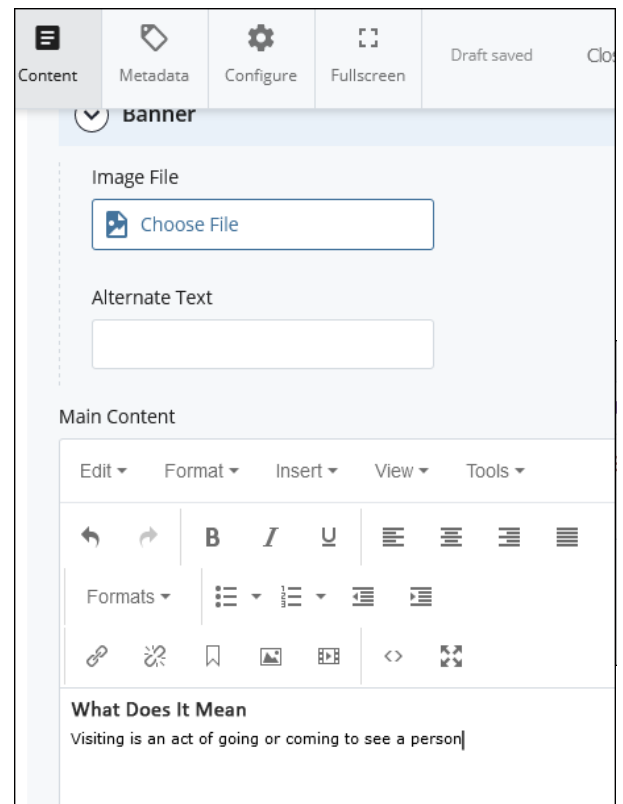 Content
Metadata
Configure
Fullscreen
Draft saved
Banner
Image File
Choose File
Alternate Text
Main Content
Edit Format Insert View Tools
B I U
Formats
What Does It Mean
Visiting is an act of going or coming to see a person